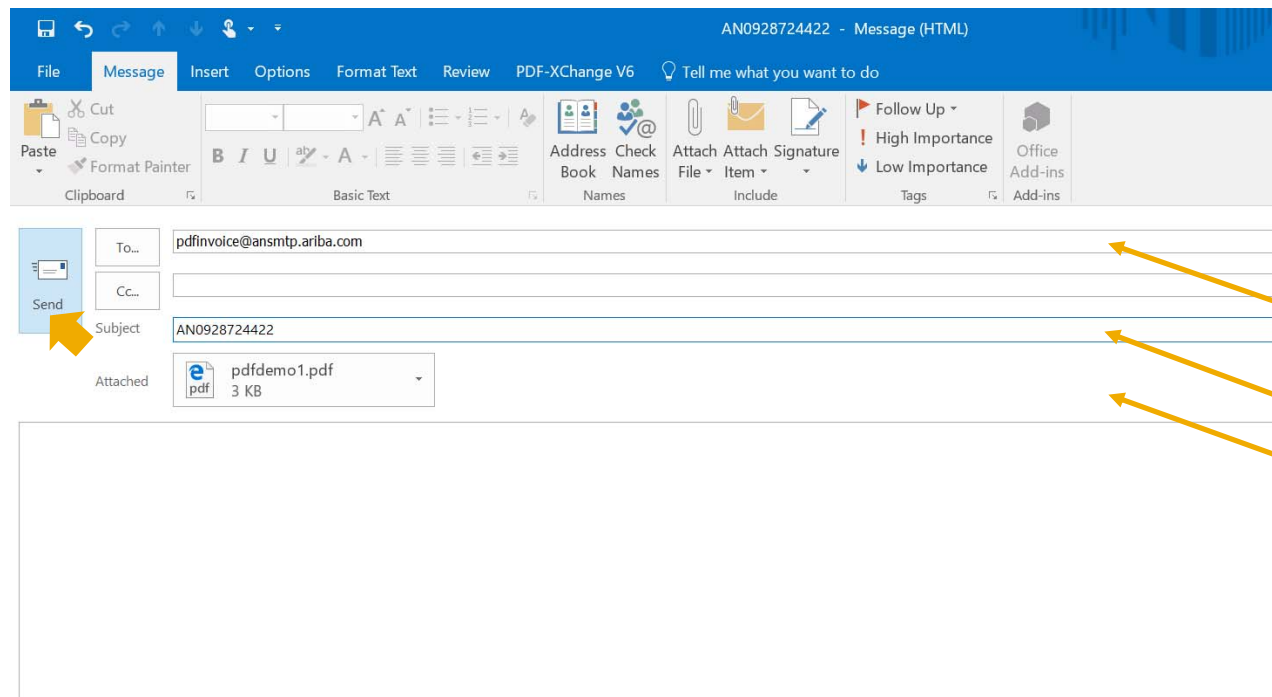 AN0928724422 - Message (HTML)
File Message Insert Options Format Text Review PDF-XChange V6 Tell me what you want to do
Paste
Cut
Copy
Format Painter
Clipboard
A A
B I U aby A
Basic Text
Address Book
Check Names
Names
Attach File
Attach Item
Signature
Include
Follow Up
! High Importance
Low Importance
Tags
Office Add-ins
Add-ins
Send
To... pdfinvoice@ansmtp.ariba.com
Cc...
Subject AN0928724422
Attached pdf pdfdemo1.pdf
3 KB